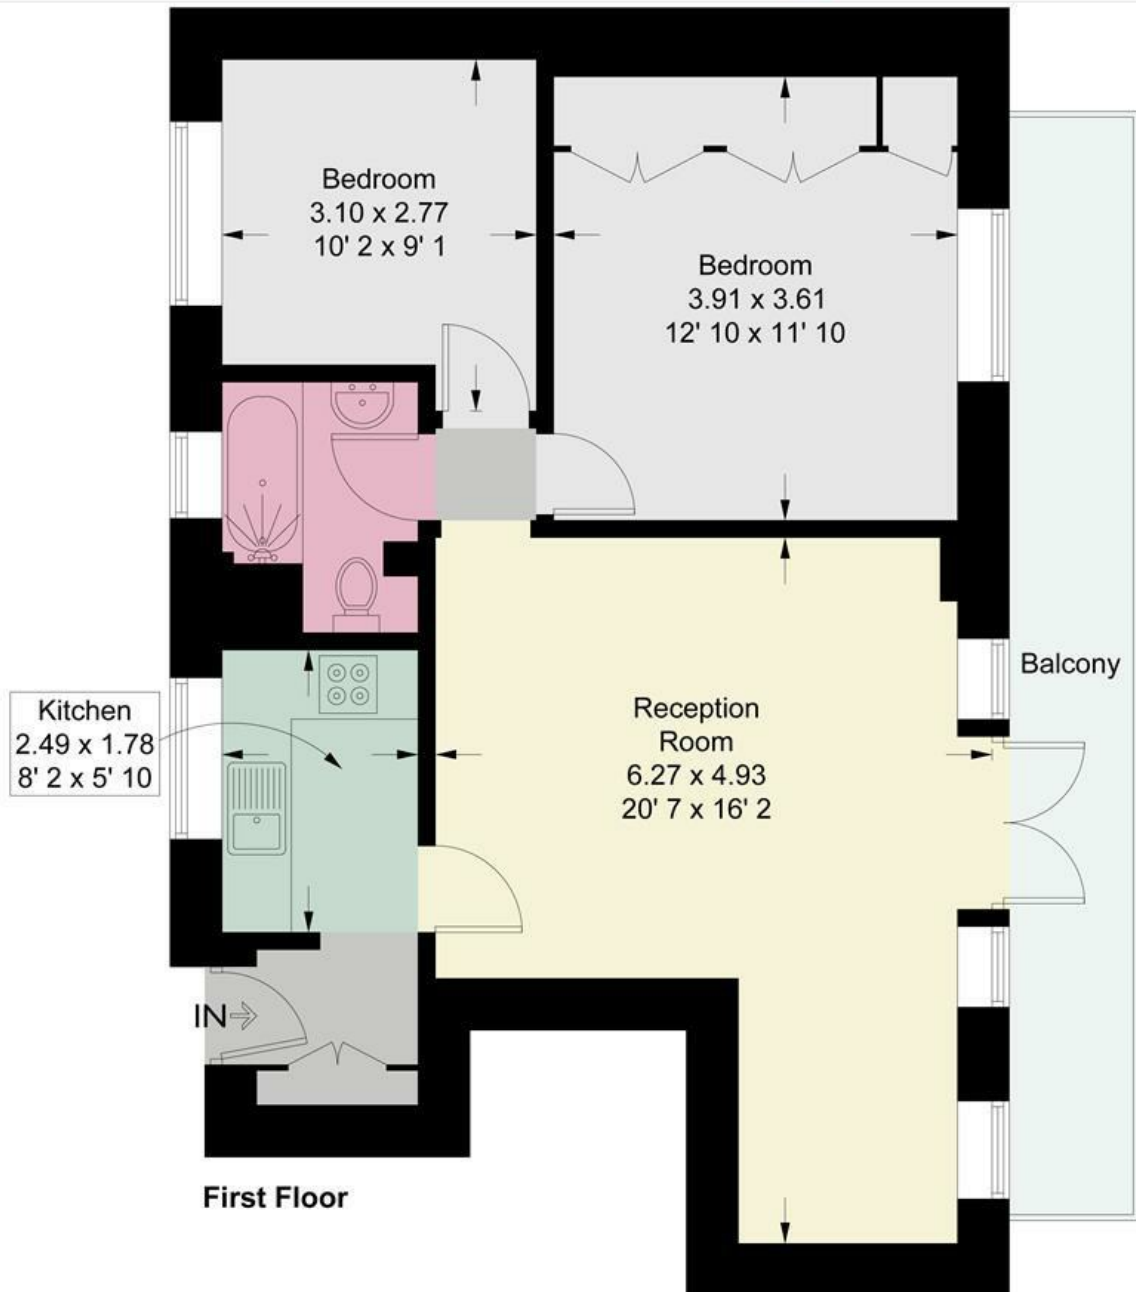 Bedroom
3.10 x 2.77
10' 2 x 9' 1
Bedroom
3.91 x 3.61
12' 10 x 11' 10
Balcony
Kitchen
2.49 x 1.78
8' 2 x 5' 10
Reception
Room
6.27 x 4.93
20' 7 x 16' 2
IN
First Floor